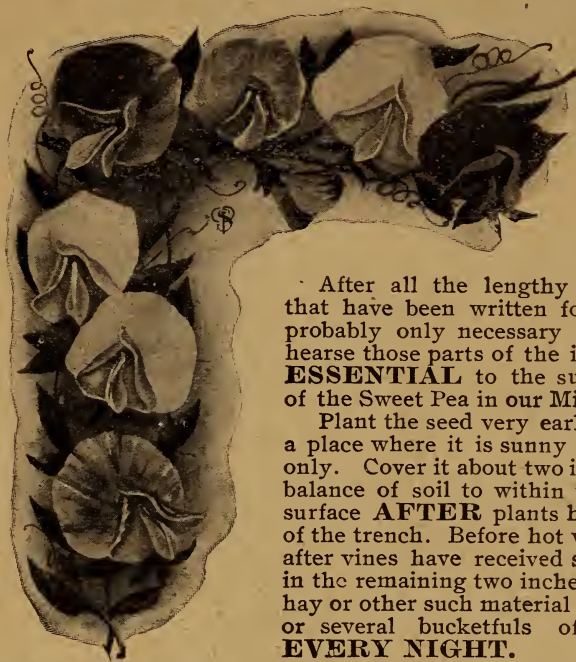 After all the lengthy
that have been written fo
probably only necessary
hearse those parts of the i
ESSENTIAL to the su
of the Sweet Pea in our Mi
Plant the seed very earl
a place where it is sunny
only. Cover it about two i
balance of soil to within
surface AFTER plants h
of the trench. Before hot
after vines have received s
in the remaining two inche
hay or other such material
or several bucketfuls of
EVERY NIGHT.